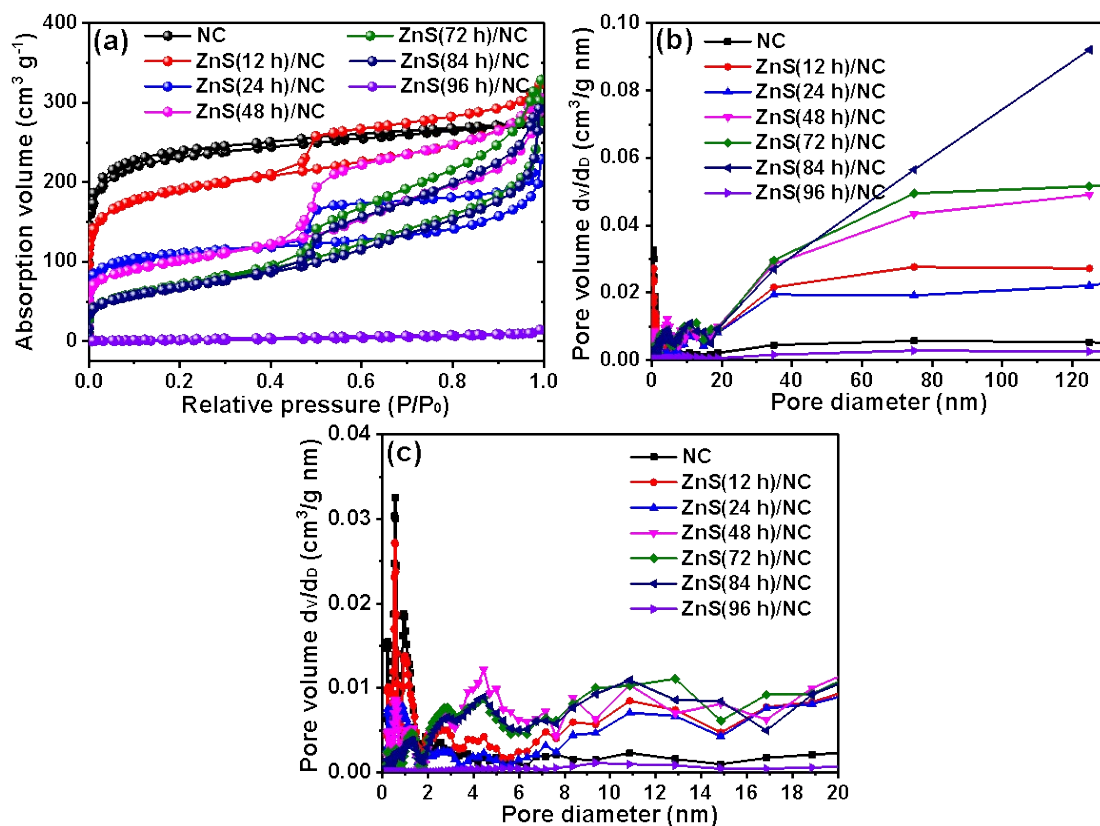 (a)
NC
ZnS(12 h)/NC
ZnS(24 h)/NC
ZnS(48 h)/NC
ZnS(72 h)/NC
ZnS(84 h)/NC
ZnS(96 h)/NC
400
300
200
100
0
Absorption volume (cm³ g⁻¹)
0.0 0.2 0.4 0.6 0.8 1.0
Relative pressure (P/P₀)
(b)
NC
ZnS(12 h)/NC
ZnS(24 h)/NC
ZnS(48 h)/NC
ZnS(72 h)/NC
ZnS(84 h)/NC
ZnS(96 h)/NC
0.10
0.08
0.06
0.04
0.02
0.00
Pore volume dv/dD (cm³/g nm)
0 20 40 60 80 100 120
Pore diameter (nm)
(c)
NC
ZnS(12 h)/NC
ZnS(24 h)/NC
ZnS(48 h)/NC
ZnS(72 h)/NC
ZnS(84 h)/NC
ZnS(96 h)/NC
0.04
0.03
0.02
0.01
0.00
Pore volume dv/dD (cm³/g nm)
0 2 4 6 8 10 12 14 16 18 20
Pore diameter (nm)